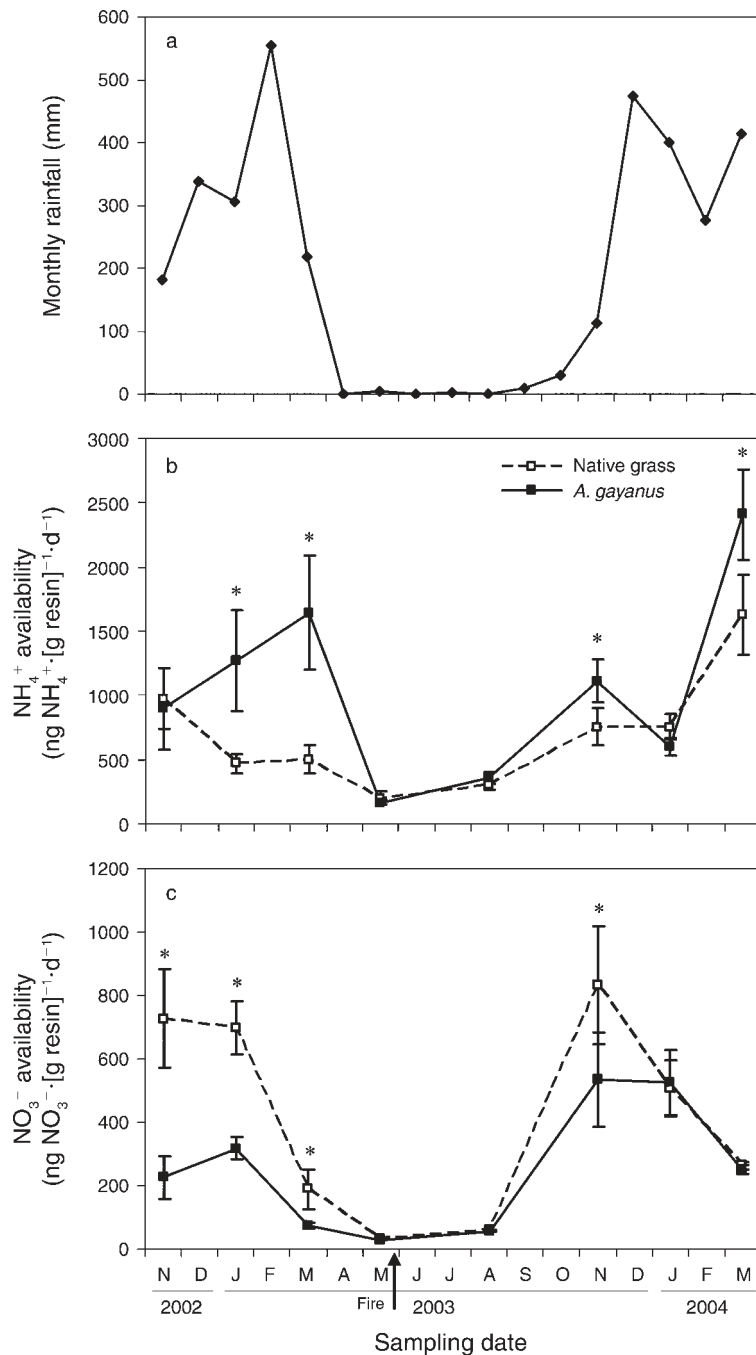 600
a
500
400
300
200
100
0
Monthly rainfall (mm)
3000
b
Native grass
A. gayanus
*
2500
2000
*
*
1500
*
1000
500
0
NH₄⁺ availability
(ng NH₄⁺·[g resin]⁻¹·d⁻¹)
1200
c
*
1000
*
*
800
600
400
*
200
0
NO₃⁻ availability
(ng NO₃⁻·[g resin]⁻¹·d⁻¹)
N D J F M A M J J A S O N D J F M
2002 Fire 2003 2004
Sampling date